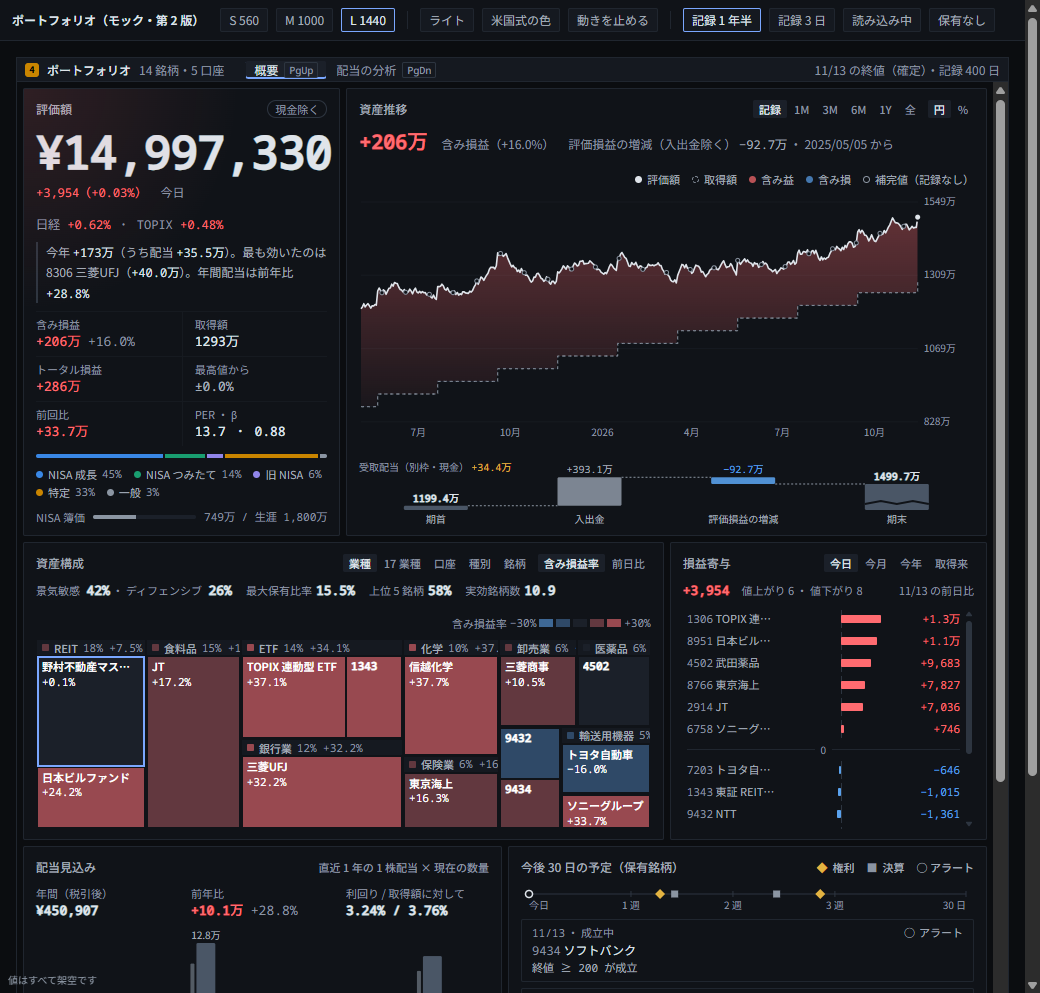 ポートフォリオ（モック・第 2 版） S 560 M 1000 L 1440 ライト 米国式の色 動きを止める 記録 1 年半 記録 3 日 読み込み中 保有なし
4 ポートフォリオ 14 銘柄・5 口座 概要 PgUp 配当の分析 PgDn 11/13 の終値（確定）・記録 400 日
評価額 現金除く
¥14,997,330
+3,954 (+0.03%) 今日
日経 +0.62% ・ TOPIX +0.48%
今年 +173万（うち配当 +35.5万）。最も効いたのは
8306 三菱UFJ（+40.0万）。年間配当は前年比
+28.8%
含み損益 取得額
+206万 +16.0% 1293万
トータル損益 最高値から
+286万 ±0.0%
前回比 PER ・ β
+33.7万 13.7 ・ 0.88
NISA 成長 45% NISA つみたて 14% 旧 NISA 6%
特定 33% 一般 3%
NISA 簿価 749万 / 生涯 1,800万
資産推移 記録 1M 3M 6M 1Y 全 円 %
+206万 含み損益（+16.0%） 評価損益の増減（入出金除く）−92.7万 ・ 2025/05/05 から
評価額 取得額 含み益 含み損 補完値（記録なし）
1549万
1309万
1069万
828万
7月 10月 2026 4月 7月 10月
受取配当（別枠・現金）+34.4万
1199.4万 +393.1万 −92.7万 1499.7万
期首 入出金 評価損益の増減 期末
資産構成 業種 17 業種 口座 種別 銘柄 含み損益率 前日比
景気敏感 42% ・ ディフェンシブ 26% 最大保有比率 15.5% 上位 5 銘柄 58% 実効銘柄数 10.9
含み損益率 −30% +30%
REIT 18% +7.5% 食料品 15% +1 ETF 14% +34.1% 化学 10% +37. 卸売業 6% 医薬品 6%
野村不動産マス…
+0.1%
日本ビルファンド
+24.2%
JT
+17.2%
TOPIX 連動型 ETF
+37.1%
1343
銀行業 12% +32.2%
三菱UFJ
+32.2%
信越化学
+37.7%
保険業 6% +16
東京海上
+16.3%
三菱商事
+10.5%
4502
9432
9434
輸送用機器 5%
トヨタ自動車
−16.0%
ソニーグループ
+33.7%
損益寄与 今日 今月 今年 取得来
+3,954 値上がり 6 ・ 値下がり 8 11/13 の前日比
1306 TOPIX 連… +1.3万
8951 日本ビル… +1.1万
4502 武田薬品 +9,683
8766 東京海上 +7,827
2914 JT +7,036
6758 ソニーグ… +746
0
7203 トヨタ自… −646
1343 東証 REIT… −1,015
9432 NTT −1,361
配当見込み 直近 1 年の 1 株配当 × 現在の数量
年間（税引後） 前年比 利回り / 取得額に対して
¥450,907 +10.1万 +28.8% 3.24% / 3.76%
12.8万
今後 30 日の予定（保有銘柄） 権利 決算 アラート
今日 1 週 2 週 3 週 30 日
11/13 ・ 成立中 アラート
9434 ソフトバンク
終値 ≥ 200 が成立
値はすべて架空です